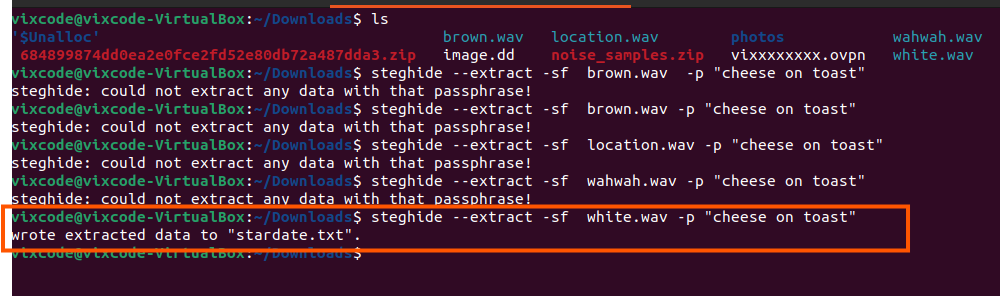 vixcode@vixcode-VirtualBox:~/Downloads$ ls
'$Unalloc' brown.wav location.wav photos wahwah.wav
684899874dd0ea2e0fce2fd52e80db72a487dda3.zip image.dd noise_samples.zip vixxxxxxxx.ovpn white.wav
vixcode@vixcode-VirtualBox:~/Downloads$ steghide --extract -sf  brown.wav  -p "cheese on toast"
steghide: could not extract any data with that passphrase!
vixcode@vixcode-VirtualBox:~/Downloads$ steghide --extract -sf  brown.wav -p "cheese on toast"
steghide: could not extract any data with that passphrase!
vixcode@vixcode-VirtualBox:~/Downloads$ steghide --extract -sf  location.wav -p "cheese on toast"
steghide: could not extract any data with that passphrase!
vixcode@vixcode-VirtualBox:~/Downloads$ steghide --extract -sf  wahwah.wav -p "cheese on toast"
steghide: could not extract any data with that passphrase!
vixcode@vixcode-VirtualBox:~/Downloads$ steghide --extract -sf  white.wav -p "cheese on toast"
wrote extracted data to "stardate.txt".
vixcode@vixcode-VirtualBox:~/Downloads$